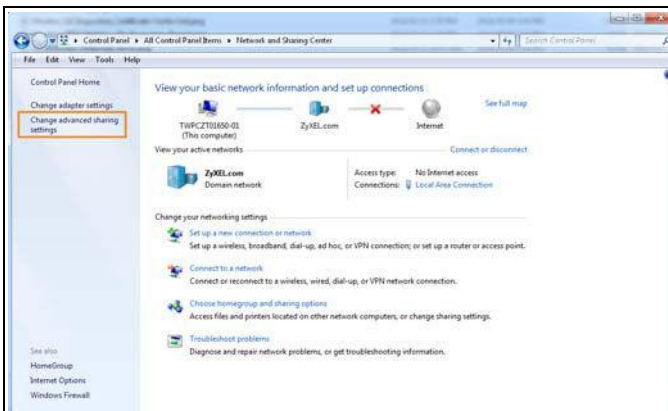 Control Panel ▸ All Control Panel Items ▸ Network and Sharing Center
Search Control Panel
File Edit View Tools Help
Control Panel Home
Change adapter settings
Change advanced sharing
settings
See also
HomeGroup
Internet Options
Windows Firewall
View your basic network information and set up connections
See full map
TWPCZT01650-01
(This computer)
ZyXEL.com
Internet
View your active networks
Connect or disconnect
ZyXEL.com
Domain network
Access type: No Internet access
Connections: Local Area Connection
Change your networking settings
Set up a new connection or network
Set up a wireless, broadband, dial-up, ad hoc, or VPN connection; or set up a router or access point.
Connect to a network
Connect or reconnect to a wireless, wired, dial-up, or VPN network connection.
Choose homegroup and sharing options
Access files and printers located on other network computers, or change sharing settings.
Troubleshoot problems
Diagnose and repair network problems, or get troubleshooting information.